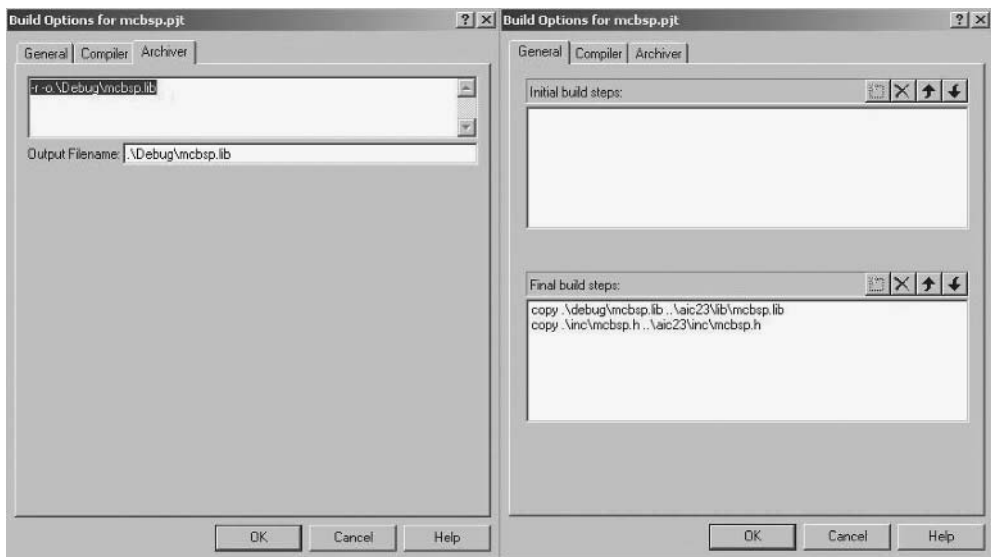 Build Options for mcbsp.pjt
General Compiler Archiver
-r -o.\Debug\mcbsp.lib
Output Filename: .\Debug\mcbsp.lib
OK Cancel Help
Build Options for mcbsp.pjt
General Compiler Archiver
Initial build steps:
Final build steps:
copy .\debug\mcbsp.lib ..\aic23\lib\mcbsp.lib
copy .\inc\mcbsp.h ..\aic23\inc\mcbsp.h
OK Cancel Help